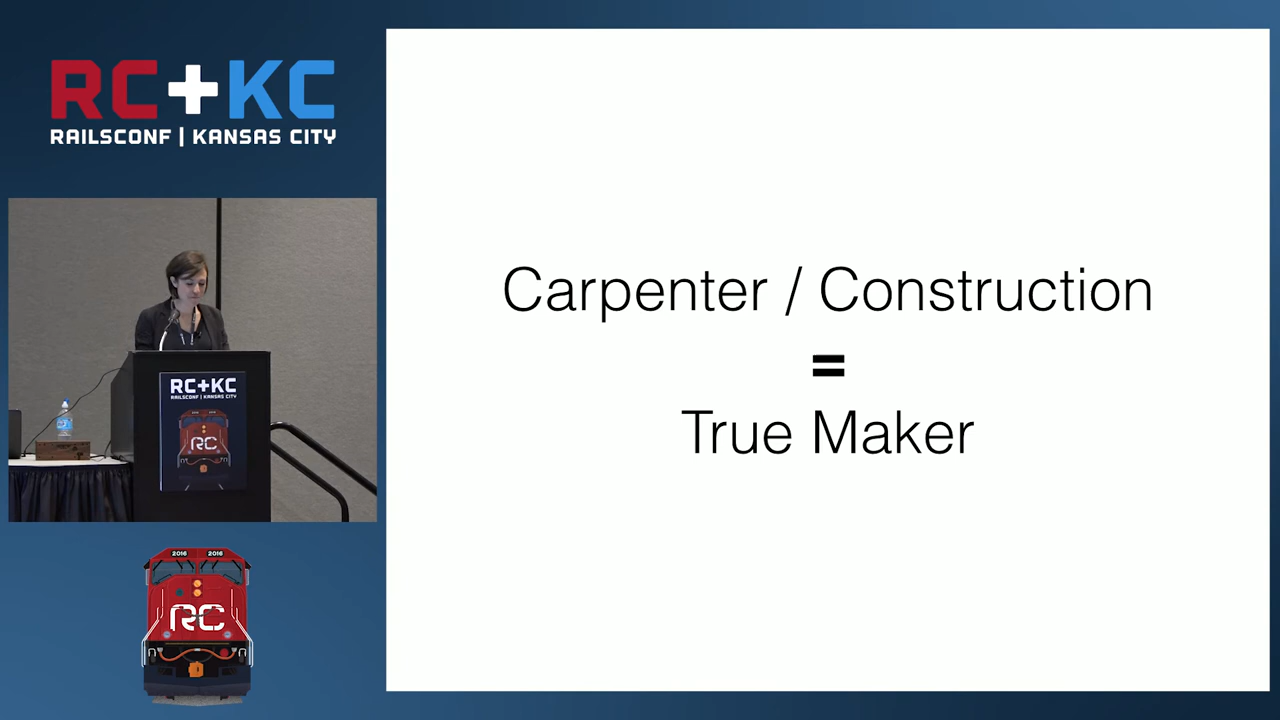 RC+KC
RAILSCONF | KANSAS CITY
Carpenter / Construction
=
True Maker
RC+KC
RAILSCONF | KANSAS CITY
RC
2016 2016
RC